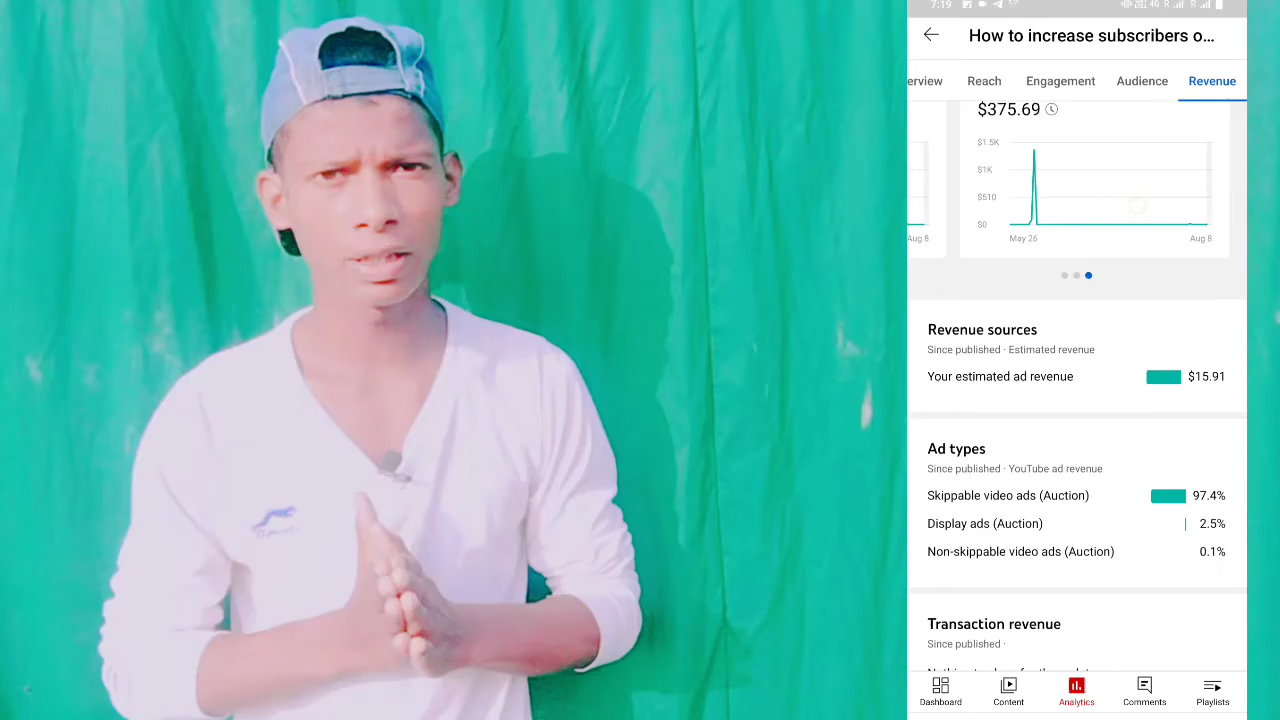 7:19
How to increase subscribers o...
erview Reach Engagement Audience Revenue
$375.69
$1.5K
$1K
$510
$0
May 26 Aug 8
Aug 8
Revenue sources
Since published · Estimated revenue
Your estimated ad revenue $15.91
Ad types
Since published · YouTube ad revenue
Skippable video ads (Auction) 97.4%
Display ads (Auction) 2.5%
Non-skippable video ads (Auction) 0.1%
Transaction revenue
Since published ·
Dashboard Content Analytics Comments Playlists